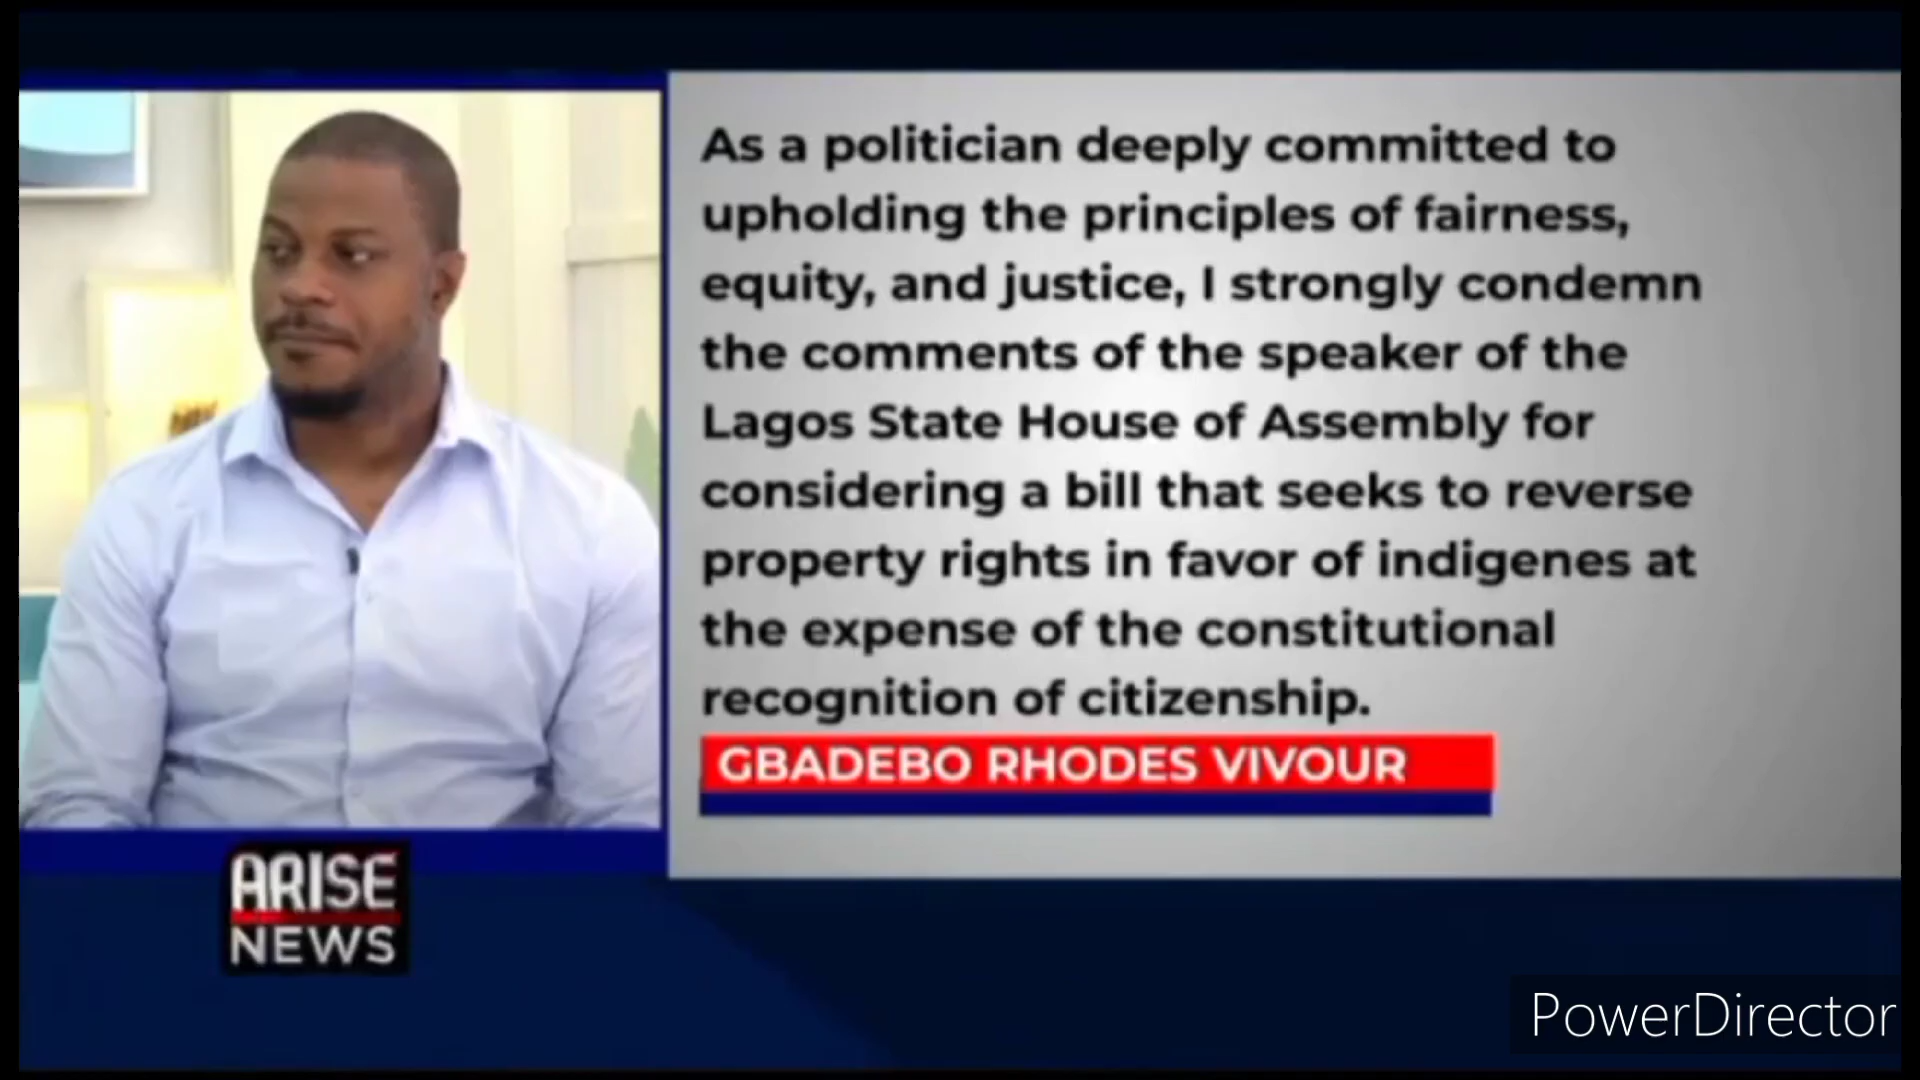 As a politician deeply committed to
upholding the principles of fairness,
equity, and justice, I strongly condemn
the comments of the speaker of the
Lagos State House of Assembly for
considering a bill that seeks to reverse
property rights in favor of indigenes at
the expense of the constitutional
recognition of citizenship.
GBADEBO RHODES VIVOUR
ARISE
NEWS
PowerDirector